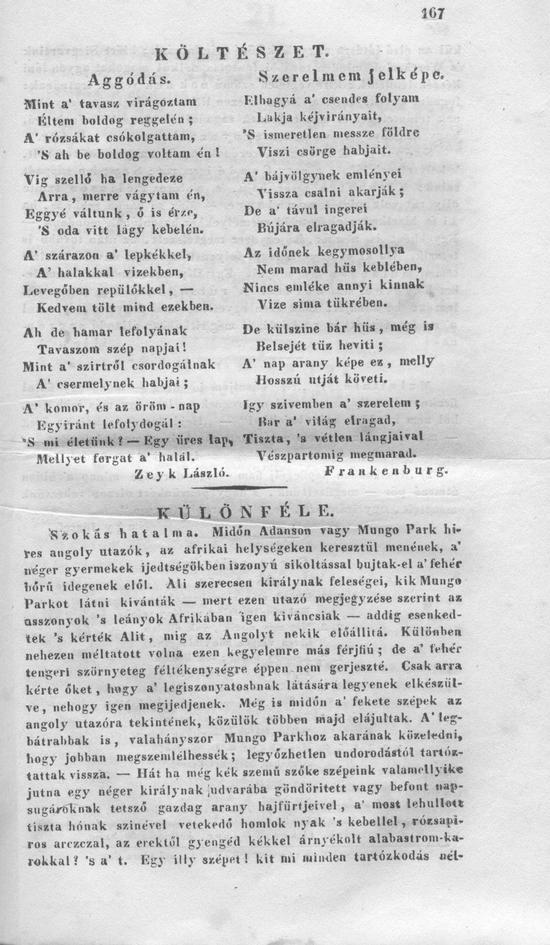 167
KÖLTÉSZET.
Aggódás.
Mint a' tavasz virágoztam
Éltem boldog reggelén ;
A' rózsákat csókolgattam,
'S ah be boldog voltam én !
Vig szellő ha lengedeze
Arra, merre vágytam én,
Eggyé váltunk, ő is érze,
'S oda vitt lágy kebelén.
A' szárazon a' lepkékkel,
A' halakkal vizekben,
Levegőben repülőkkel, —
Kedvem tölt mind ezekben.
Ah de hamar lefolyának
Tavaszom szép napjai !
Mint a' szirtről csordogálnak
A' csermelynek habjai ;
A' komor, és az öröm - nap
Egyiránt lefolydogál :
'S mi életünk ? — Egy üres lap,
Mellyet forgat a' halál.
Zeyk László.
Szerelmem jelképe.
Elhagyá a' csendes folyam
Lakja kéjvirányait,
'S ismeretlen messze földre
Viszi csörge habjait.
A' bájvölgynek emlényei
Vissza csalni akarják ;
De a' távul ingerei
Bújára elragadják.
Az időnek kegymosollya
Nem marad hüs keblében,
Nincs emléke annyi kinnak
Vize sima tükrében.
De külszine bár hüs , még is
Belsejét tüz heviti ;
A' nap arany képe ez , melly
Hosszú utját követi.
Igy szivemben a' szerelem ;
Bár a' világ elragad,
Tiszta, 's vétlen lángjaival
Vészpartomig megmarad.
Frankenburg.
KÜLÖNFÉLE.
Szokás hatalma. Midőn Adanson vagy Mungo Park hi-
res angoly utazók, az afrikai helységeken keresztül menének, a'
néger gyermekek ijedtségökben iszonyú sikoltással bujtak-el a' fehér
bőrü idegenek elől. Ali szerecsen királynak feleségei, kik Mungo
Parkot látni kivánták — mert ezen utazó megjegyzése szerint az
asszonyok 's leányok Afrikában igen kiváncsiak — addig esenked-
tek 's kérték Alit, mig az Angolyt nekik előállitá. Különben
nehezen méltatott volna ezen kegyelemre más férjfiú ; de a' fehér
tengeri szörnyeteg féltékenységre éppen nem gerjeszté. Csak arra
kérte őket, hogy a' legiszonyatosbnak látására legyenek elkészül-
ve, nehogy igen megijedjenek. Még is midőn a' fekete szépek az
angoly utazóra tekintének, közülök többen majd elájultak. A' leg-
bátrabbak is , valahányszor Mungo Parkhoz akarának közeledni,
hogy jobban megszemlélhessék ; legyőzhetlen undorodástól tartóz-
tattak vissza. — Hát ha még kék szemű szőke szépeink valamellyike
jutna egy néger királynak judvarába göndöritett vagy befont nap-
sugároknak tetsző gazdag arany hajfürtjeivel , a' most lehullott
tiszta hónak szinével vetekedő homlok nyak 's kebellel , rózsapi-
ros arczczal, az erektől gyengéd kékkel árnyékolt alabastrom-ka-
rokkal ? 's a' t. Egy illy szépet ! kit mi minden tartózkodás nél-